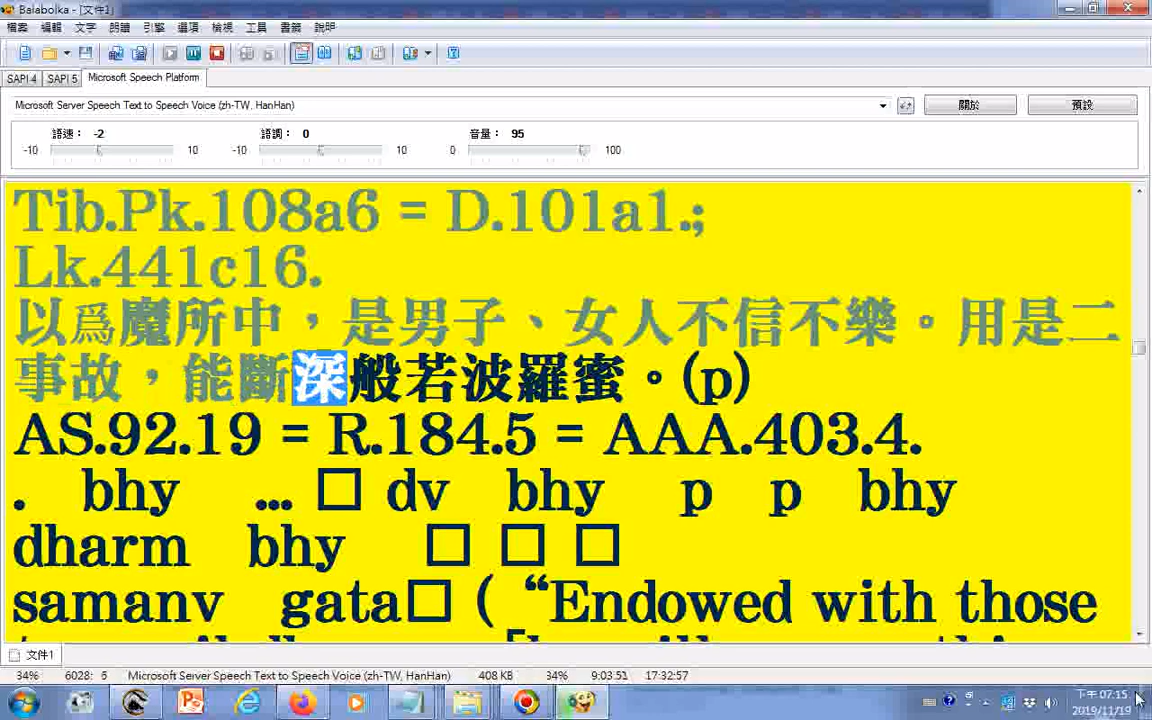 Balabolka - [文件1]
檔案 編輯 文字 朗讀 引擎 選項 檢視 工具 書籤 說明
SAPI 4 SAPI 5 Microsoft Speech Platform
Microsoft Server Speech Text to Speech Voice (zh-TW, HanHan) 關於 預設
語速： -2 語調： 0 音量： 95
-10 10 -10 10 0 100
Tib.Pk.108a6 = D.101a1.;
Lk.441c16.
以爲魔所中，是男子、女人不信不樂。用是二
事故，能斷深般若波羅蜜。(p)
AS.92.19 = R.184.5 = AAA.403.4.
. bhy ... □ dv bhy p p bhy
dharm bhy □ □ □
samanv gata□ ( “Endowed with those
文件1
34% 6028: 5 Microsoft Server Speech Text to Speech Voice (zh-TW, HanHan) 408 KB 34% 9:03:51 17:32:57
下午 07:15
2019/11/19